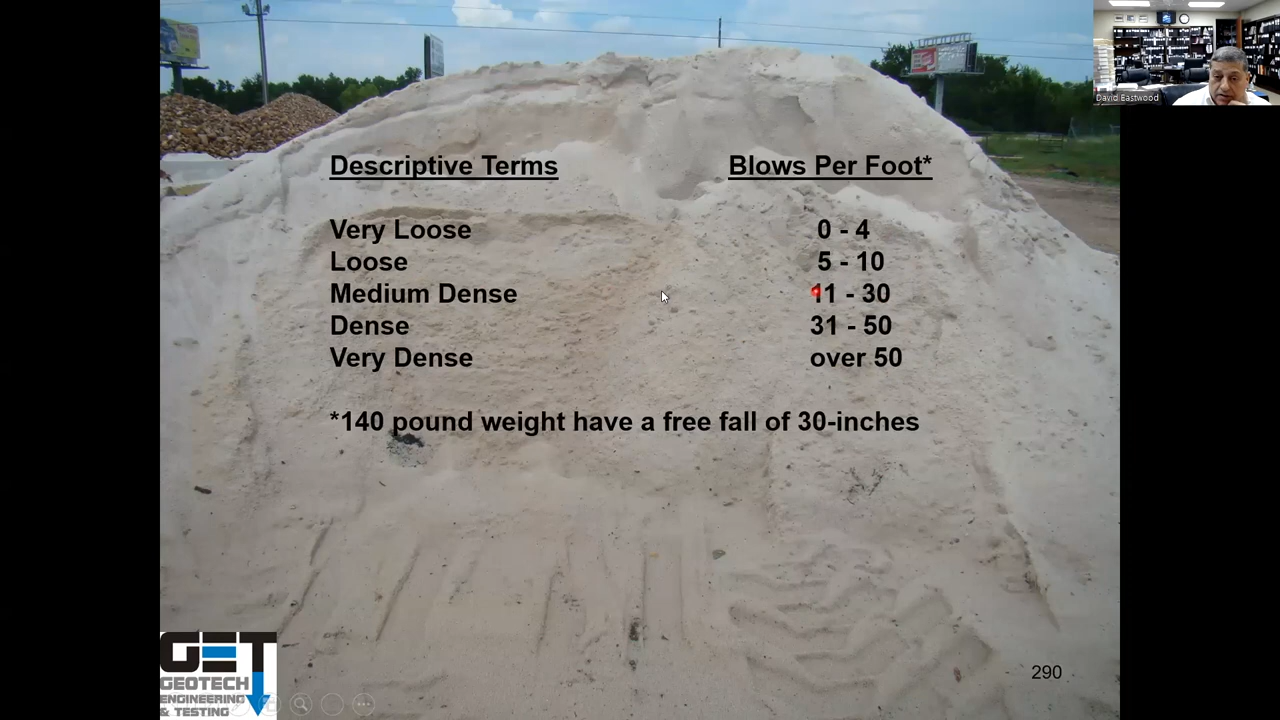 David Eastwood
Descriptive Terms Blows Per Foot*
Very Loose 0 - 4
Loose 5 - 10
Medium Dense 11 - 30
Dense 31 - 50
Very Dense over 50
*140 pound weight have a free fall of 30-inches
290
GET
GEOTECH
ENGINEERING
& TESTING